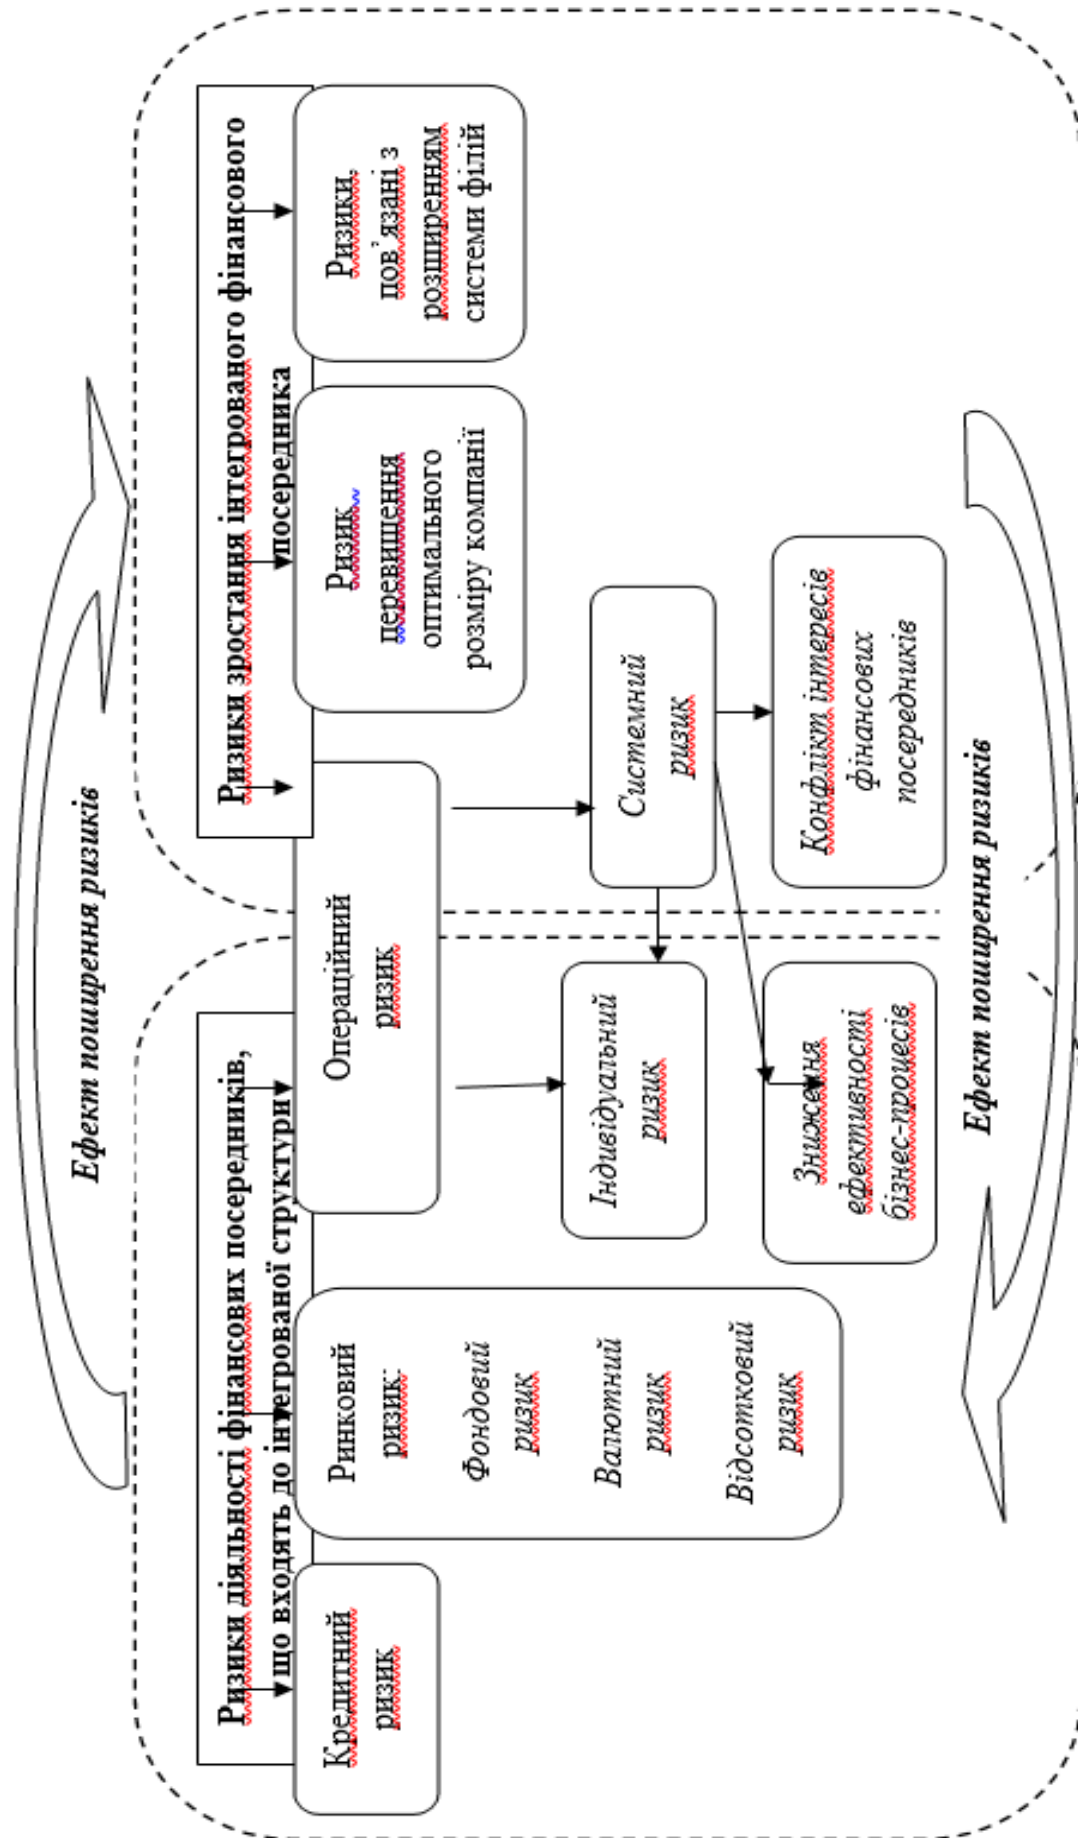 Ефект поширення ризиків
Ризики діяльності фінансових посередників,
що входять до інтегрованої структури
Ризики зростання інтегрованого фінансового
посередника
Кредитний
ризик
Ринковий
ризик
Фондовий
ризик
Валютний
ризик
Відсотковий
ризик
Операційний
ризик
Ризик
перевищення
оптимального
розміру компанії
Ризики,
пов’язані з
розширенням
системи філій
Індивідуальний
ризик
Системний
ризик
Зниження
ефективності
бізнес-процесів
Конфлікт інтересів
фінансових
посередників
Ефект поширення ризиків